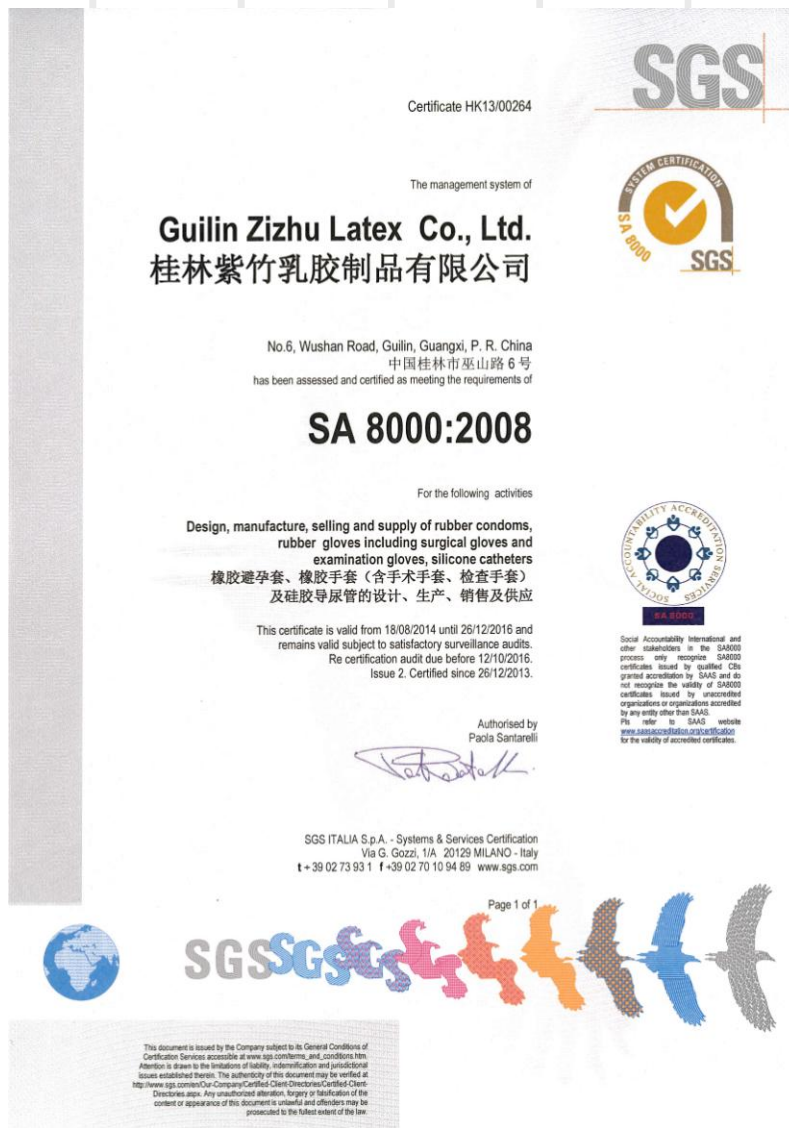 SGS
Certificate HK13/00264
SYSTEM CERTIFICATION
SA 8000
SGS
The management system of
Guilin Zizhu Latex Co., Ltd.
桂林紫竹乳胶制品有限公司
No.6, Wushan Road, Guilin, Guangxi, P. R. China
中国桂林市巫山路 6 号
has been assessed and certified as meeting the requirements of
SA 8000:2008
For the following activities
Design, manufacture, selling and supply of rubber condoms,
rubber gloves including surgical gloves and
examination gloves, silicone catheters
橡胶避孕套、橡胶手套（含手术手套、检查手套）
及硅胶导尿管的设计、生产、销售及供应
This certificate is valid from 18/08/2014 until 26/12/2016 and
remains valid subject to satisfactory surveillance audits.
Re certification audit due before 12/10/2016.
Issue 2. Certified since 26/12/2013.
SOCIAL ACCOUNTABILITY ACCREDITATION SERVICES
SA 8000
Social Accountability International and
other stakeholders in the SA8000
process only recognize SA8000
certificates issued by qualified CBs
granted accreditation by SAAS and do
not recognize the validity of SA8000
certificates issued by unaccredited
organizations or organizations accredited
by any entity other than SAAS.
Pls refer to SAAS website
www.saasaccreditation.org/certification
for the validity of accredited certificates.
Authorised by
Paola Santarelli
SGS ITALIA S.p.A. - Systems & Services Certification
Via G. Gozzi, 1/A 20129 MILANO - Italy
t + 39 02 73 93 1 f +39 02 70 10 94 89 www.sgs.com
Page 1 of 1
SGSSGSSGS
This document is issued by the Company subject to its General Conditions of
Certification Services accessible at www.sgs.com/terms_and_conditions.htm.
Attention is drawn to the limitations of liability, indemnification and jurisdictional
issues established therein. The authenticity of this document may be verified at
http://www.sgs.com/en/Our-Company/Certified-Client-Directories/Certified-Client-
Directories.aspx. Any unauthorized alteration, forgery or falsification of the
content or appearance of this document is unlawful and offenders may be
prosecuted to the fullest extent of the law.